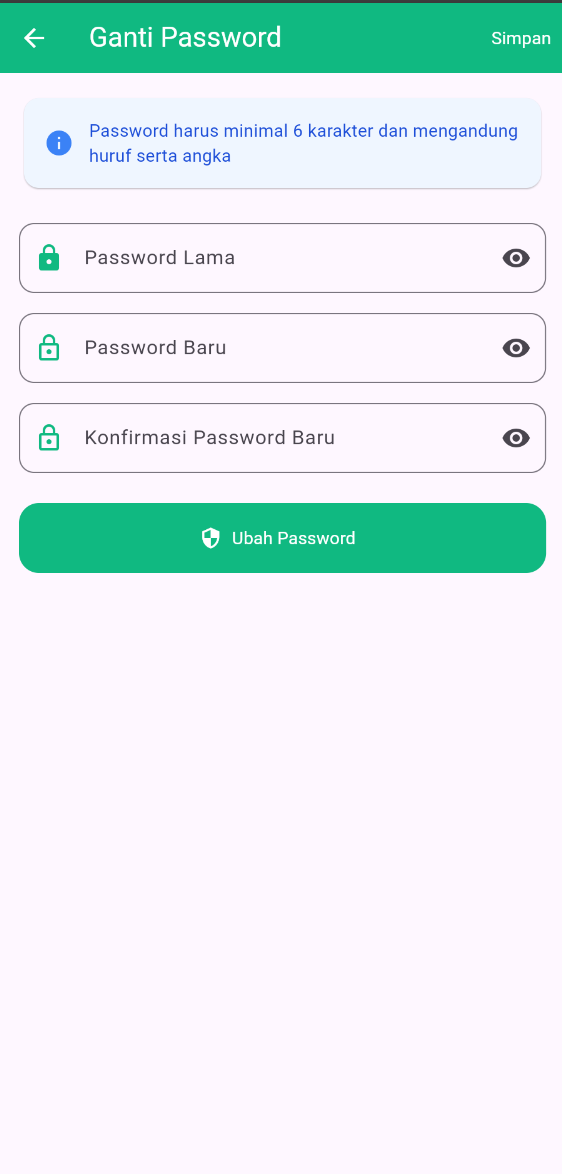 Ganti Password
Simpan
Password harus minimal 6 karakter dan mengandung
huruf serta angka
Password Lama
Password Baru
Konfirmasi Password Baru
Ubah Password